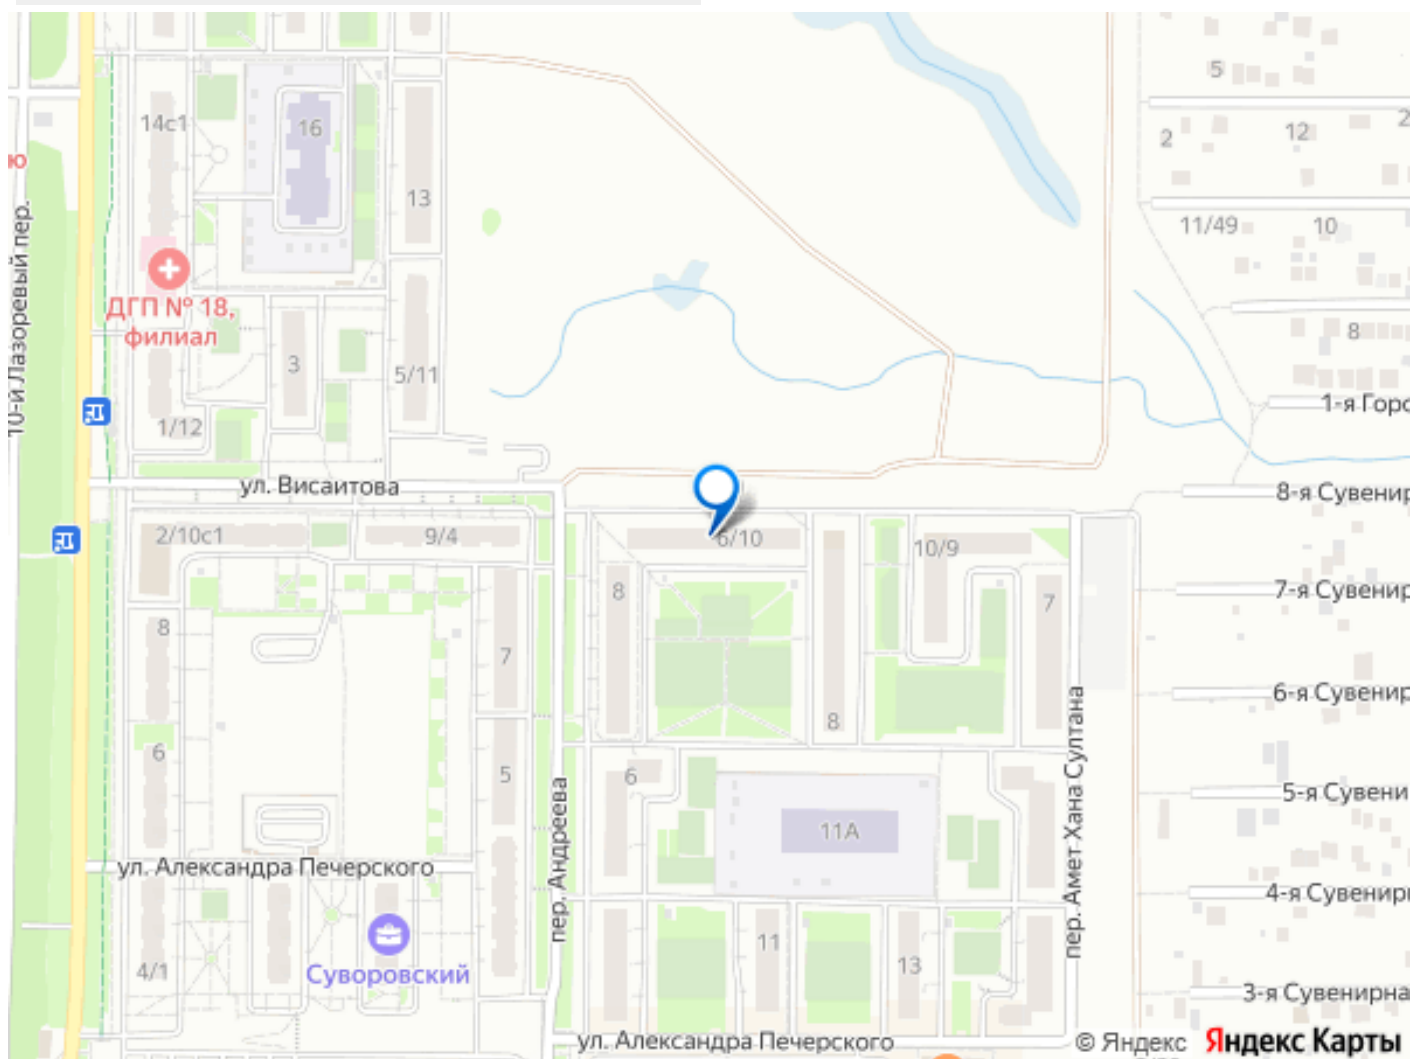 5
14с1
16
2
12
2
ю
13
11/49
10
10-й Лазоревый пер.
ДГП № 18,
филиал
3
5/11
8
1/12
1-я Горо
ул. Висаитова
8-я Сувенир
2/10с1
9/4
6/10
10/9
8
7
7-я Сувенир
8
7
6-я Сувенир
6
8
5
6
пер. Андреева
пер. Амет Хана Султана
5-я Сувени
11А
ул. Александра Печерского
4-я Сувенирн
4/1
Суворовский
11
13
3-я Сувенирна
ул. Александра Печерского
© Яндекс Яндекс Карты